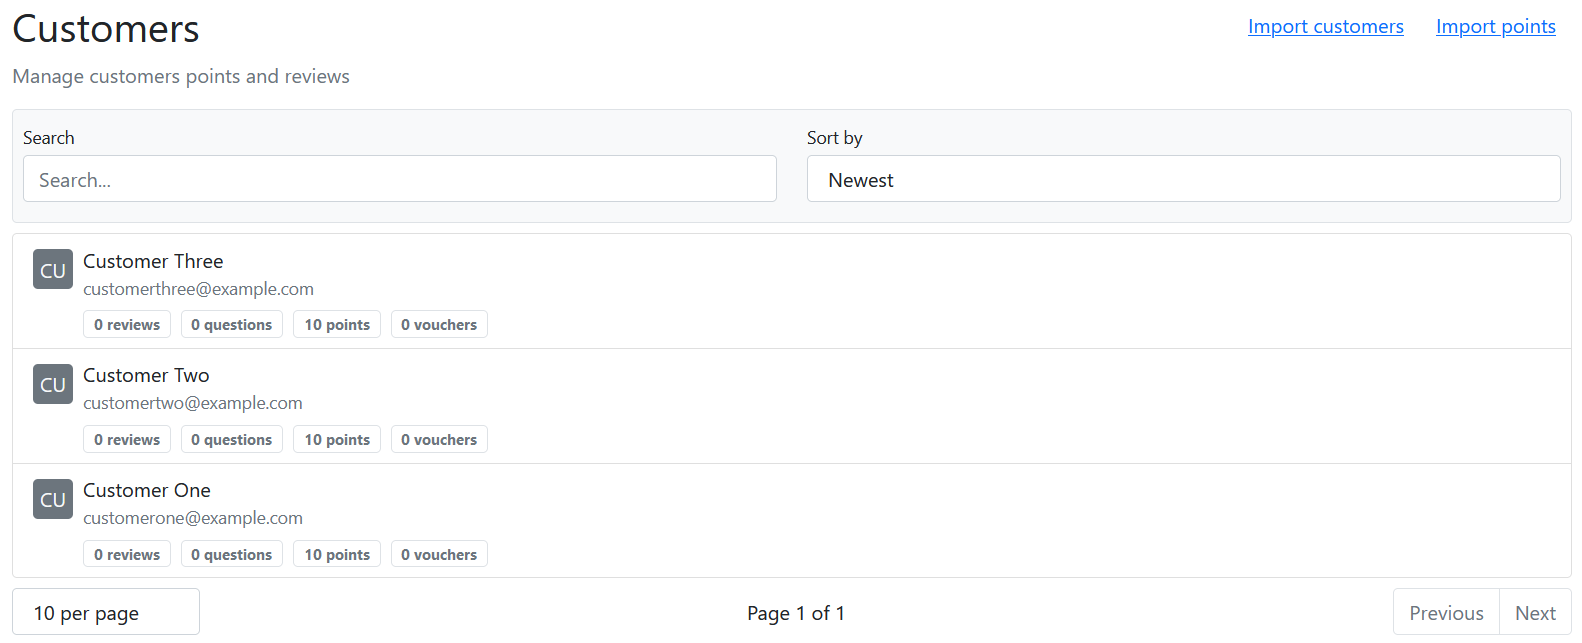 Customers
Import customers Import points
Manage customers points and reviews
Search Sort by
Search... Newest
CU Customer Three
customerthree@example.com
0 reviews 0 questions 10 points 0 vouchers
CU Customer Two
customertwo@example.com
0 reviews 0 questions 10 points 0 vouchers
CU Customer One
customerone@example.com
0 reviews 0 questions 10 points 0 vouchers
10 per page Page 1 of 1 Previous Next